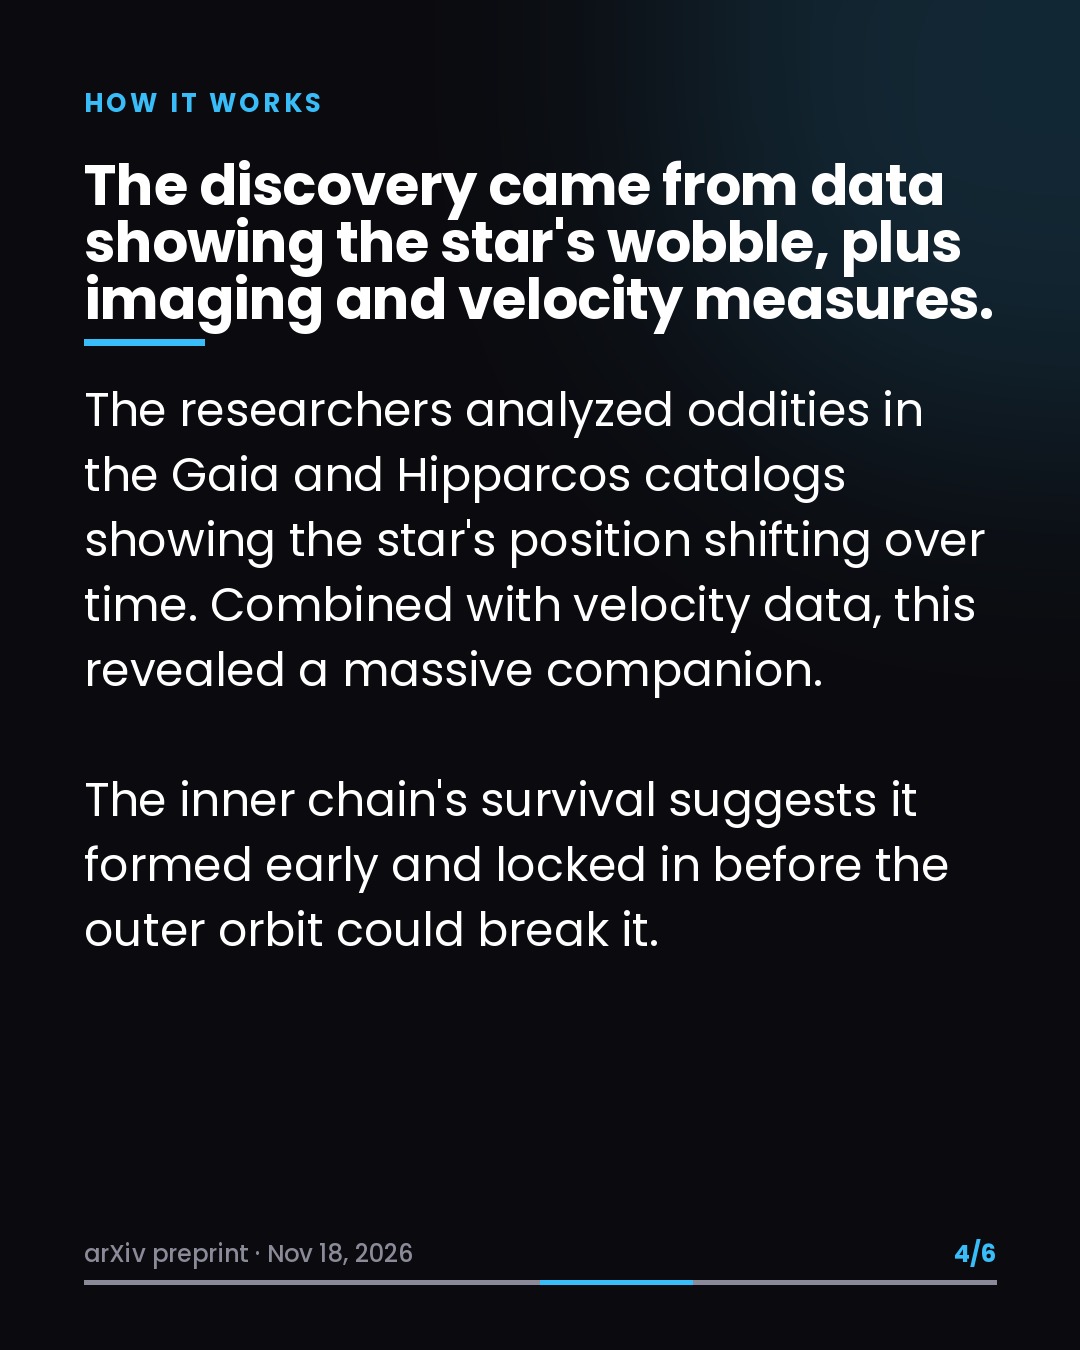 HOW IT WORKS
The discovery came from data
showing the star's wobble, plus
imaging and velocity measures.
The researchers analyzed oddities in
the Gaia and Hipparcos catalogs
showing the star's position shifting over
time. Combined with velocity data, this
revealed a massive companion.
The inner chain's survival suggests it
formed early and locked in before the
outer orbit could break it.
arXiv preprint · Nov 18, 2026
4/6